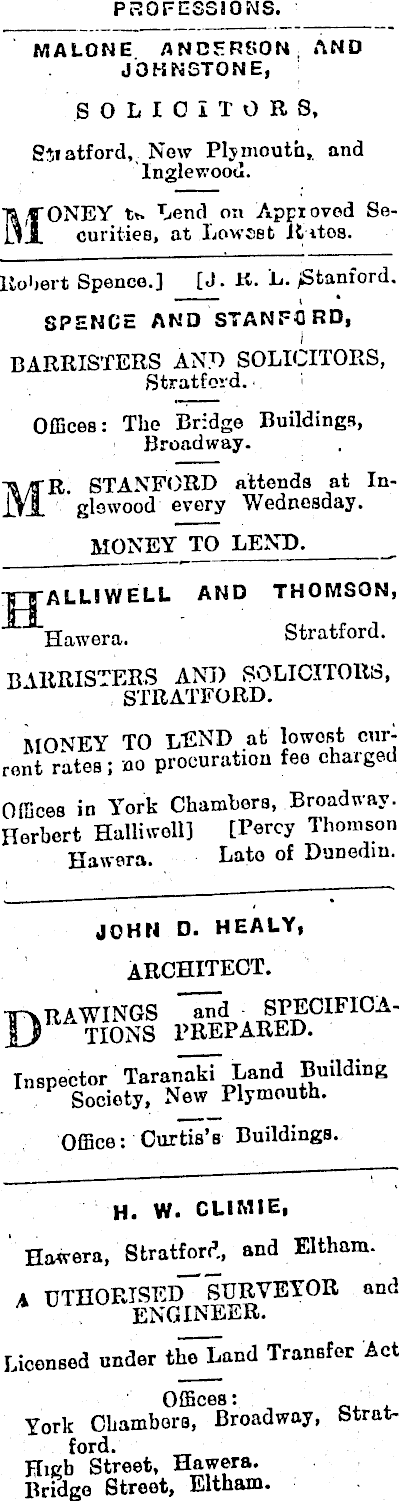 PROFESSIONS.
MALONE, ANDERSON AND
JOHNSTONE,
SOLICITORS,
Stratford, New Plymouth, and
Inglewood.
MONEY to Lend on Approved Se-
curities, at Lowest Rates.
Robert Spence.] [J. R. L. Stanford.
SPENCE AND STANFORD,
BARRISTERS AND SOLICITORS,
Stratford.
Offices: The Bridge Buildings,
Broadway.
MR. STANFORD attends at In-
glewood every Wednesday.
MONEY TO LEND.
HALLIWELL AND THOMSON,
Hawera. Stratford.
BARRISTERS AND SOLICITORS,
STRATFORD.
MONEY TO LEND at lowest cur-
rent rates; no procuration fee charged
Offices in York Chambers, Broadway.
Herbert Halliwell] [Percy Thomson
Hawera. Late of Dunedin.
JOHN D. HEALY,
ARCHITECT.
DRAWINGS and SPECIFICA-
TIONS PREPARED.
Inspector Taranaki Land Building
Society, New Plymouth.
Office: Curtis's Buildings.
H. W. CLIMIE,
Hawera, Stratford, and Eltham.
AUTHORISED SURVEYOR and
ENGINEER.
Licensed under the Land Transfer Act
Offices:
York Chambers, Broadway, Strat-
ford.
High Street, Hawera.
Bridge Street, Eltham.